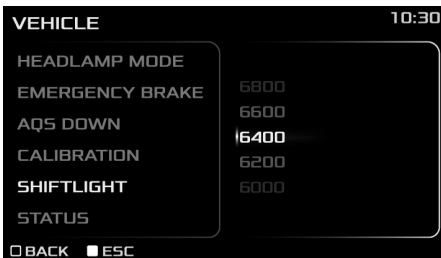 VEHICLE
10:30
HEADLAMP MODE
EMERGENCY BRAKE
AQS DOWN
CALIBRATION
SHIFTLIGHT
STATUS
6800
6600
6400
6200
6000
BACK ESC